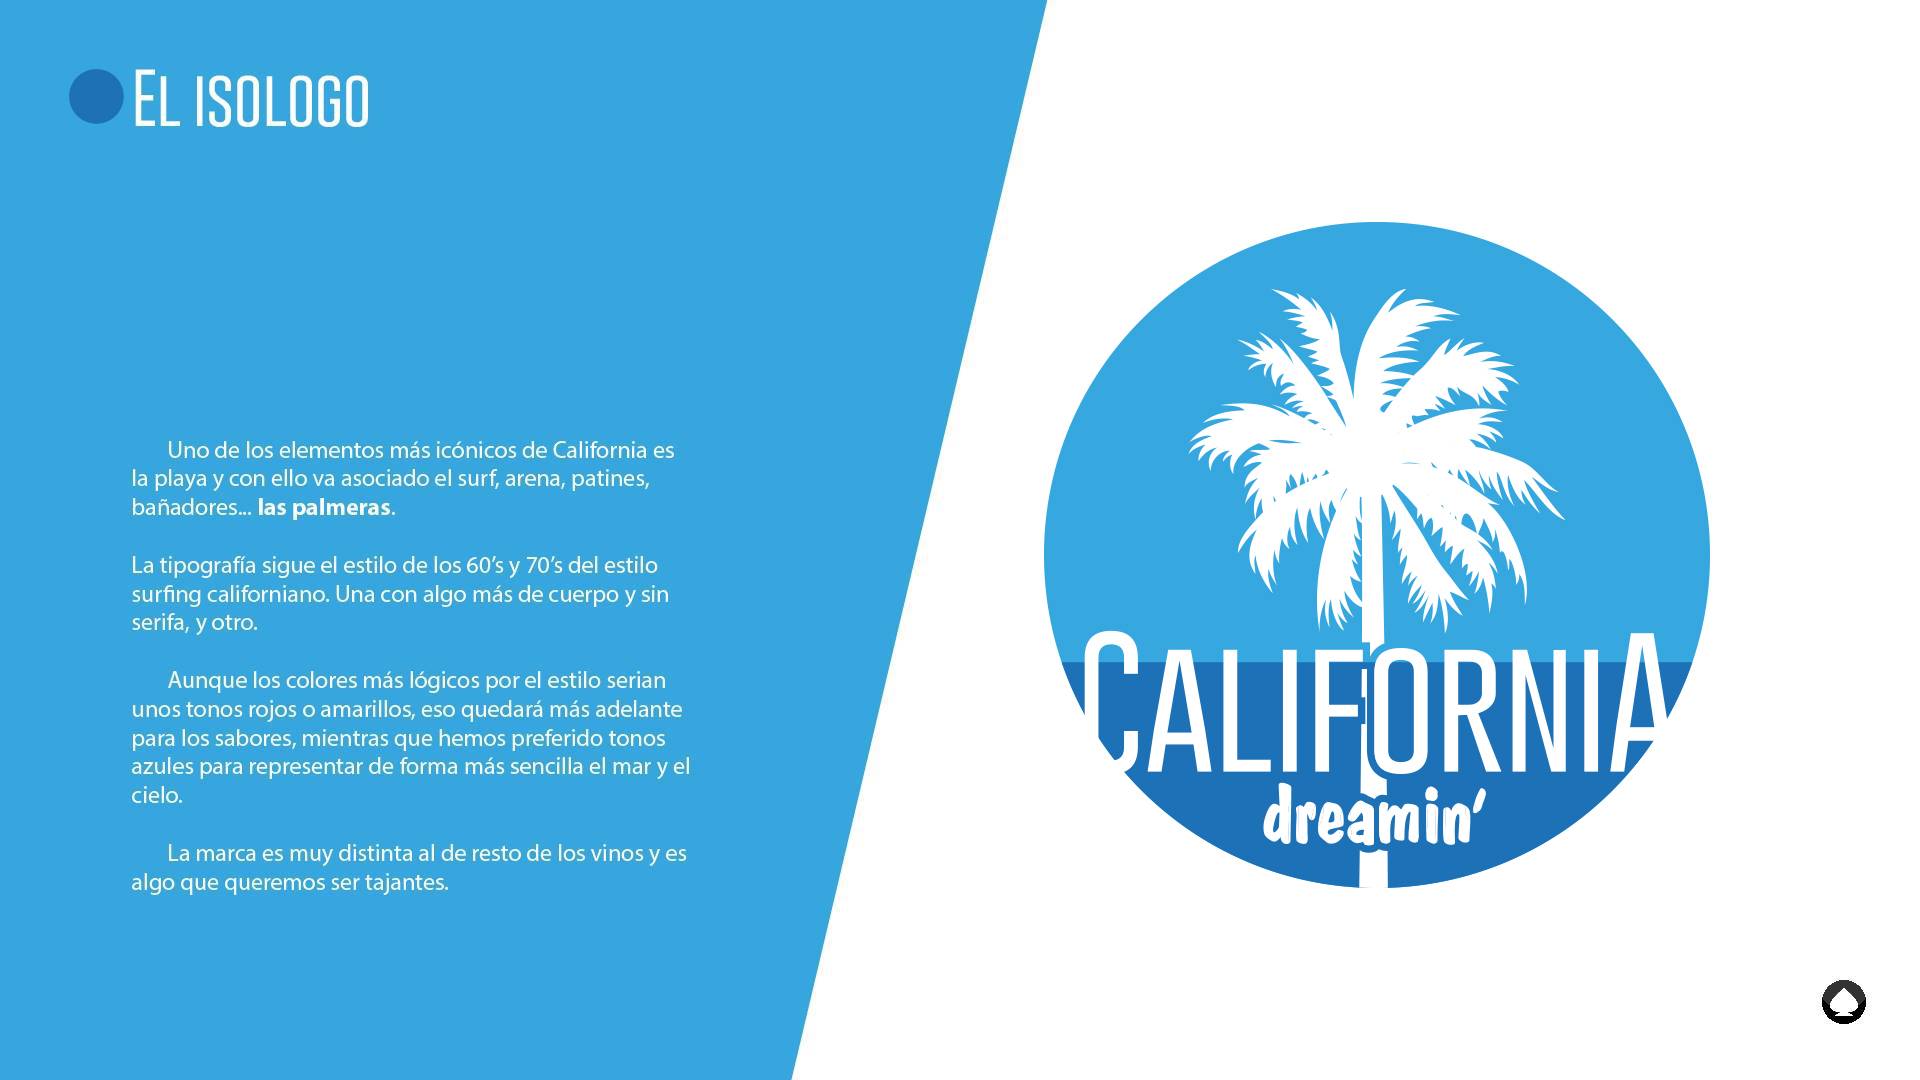 El isologo
Uno de los elementos más icónicos de California es
la playa y con ello va asociado el surf, arena, patines,
bañadores... las palmeras.
La tipografía sigue el estilo de los 60’s y 70’s del estilo
surfing californiano. Una con algo más de cuerpo y sin
serifa, y otro.
Aunque los colores más lógicos por el estilo serian
unos tonos rojos o amarillos, eso quedará más adelante
para los sabores, mientras que hemos preferido tonos
azules para representar de forma más sencilla el mar y el
cielo.
La marca es muy distinta al de resto de los vinos y es
algo que queremos ser tajantes.
CALIFORNIA
dreamin’